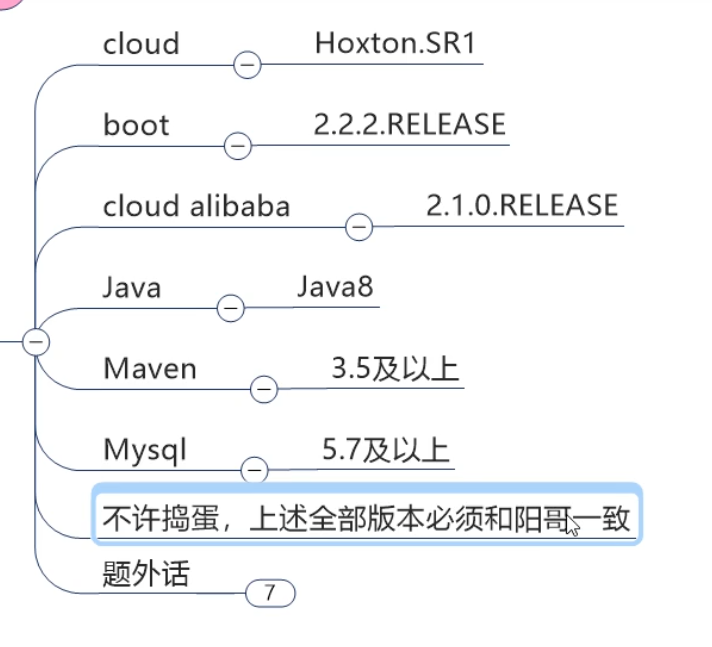 cloud Hoxton.SR1
boot 2.2.2.RELEASE
cloud alibaba 2.1.0.RELEASE
Java Java8
Maven 3.5及以上
Mysql 5.7及以上
不许捣蛋，上述全部版本必须和阳哥一致
题外话 7